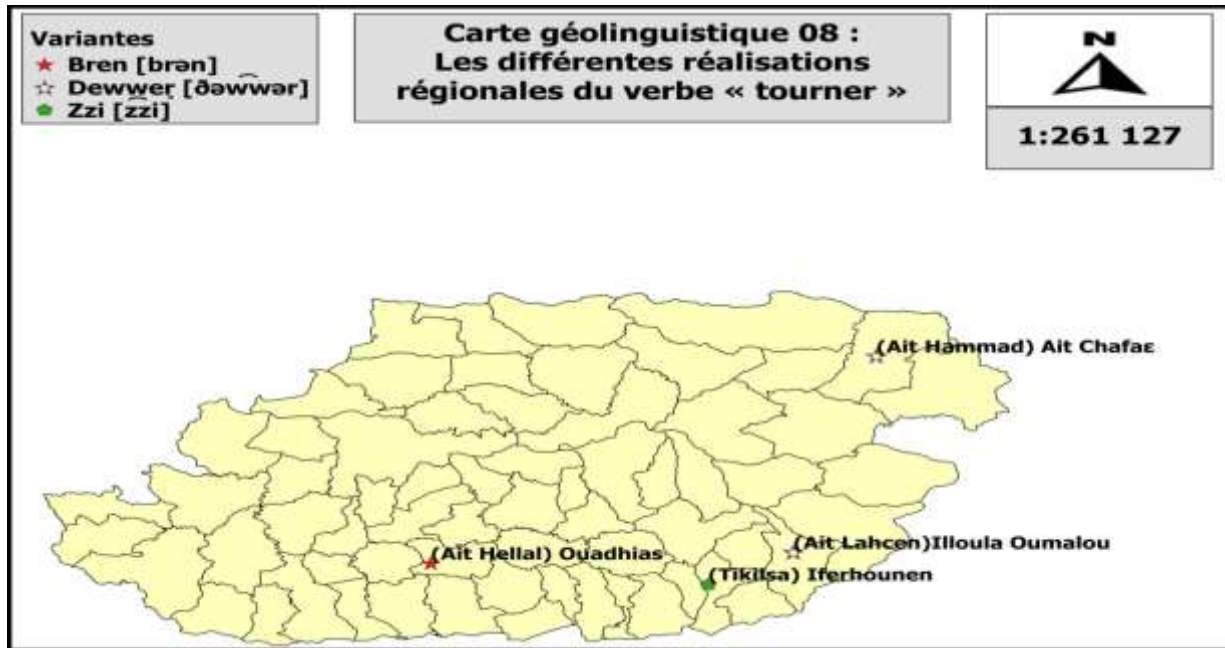 Variantes
Bren [brən]
Dewwer [ðəw͡wər]
Zzi [z͡zi]
Carte géolinguistique 08 :
Les différentes réalisations
régionales du verbe « tourner »
N
1:261 127
(Ait Hammad) Ait Chafaε
(Ait Hellal) Ouadhias
(Ait Lahcen)Illoula Oumalou
(Tikilsa) Iferhounen